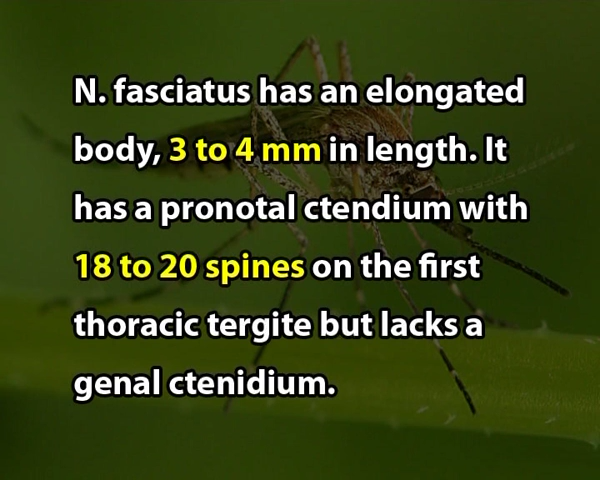 N. fasciatus has an elongated
body, 3 to 4 mm in length. It
has a pronotal ctendium with
18 to 20 spines on the first
thoracic tergite but lacks a
genal ctenidium.